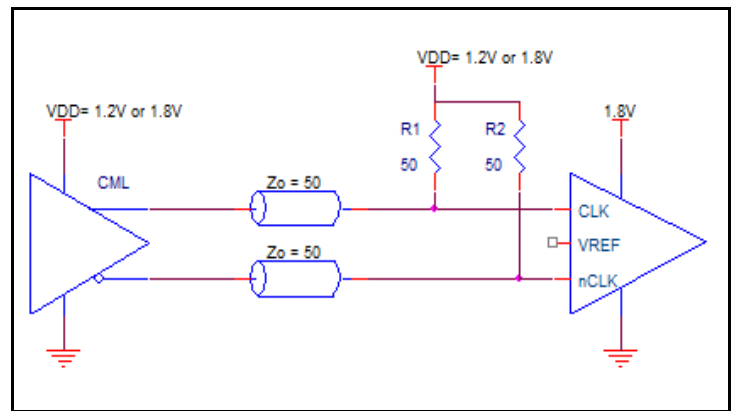 VDD= 1.2V or 1.8V
VDD= 1.2V or 1.8V
1.8V
R1
R2
50
50
CML
Zo = 50
CLK
VREF
Zo = 50
nCLK